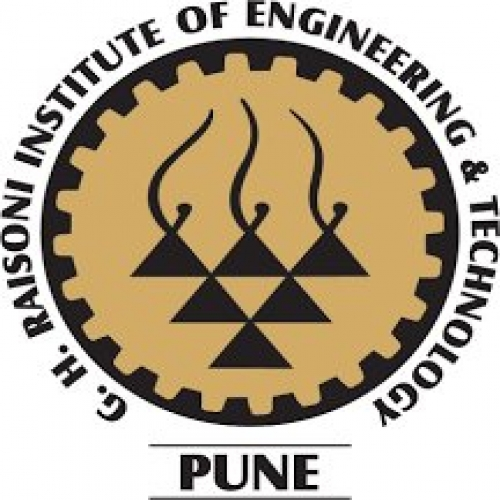 G. H. RAISONI INSTITUTE OF ENGINEERING & TECHNOLOGY
PUNE